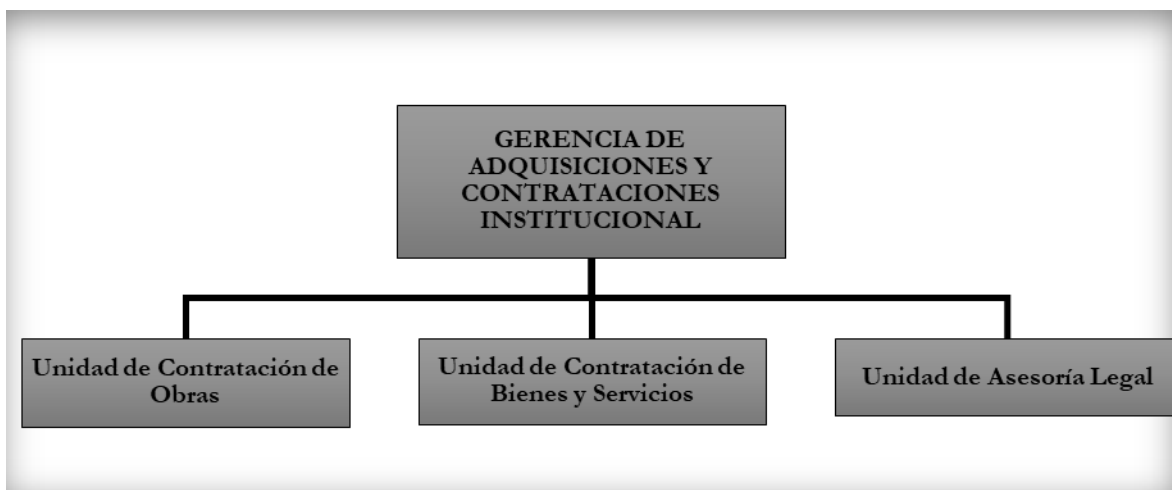 GERENCIA DE
ADQUISICIONES Y
CONTRATACIONES
INSTITUCIONAL
Unidad de Contratación de
Obras
Unidad de Contratación de
Bienes y Servicios
Unidad de Asesoría Legal